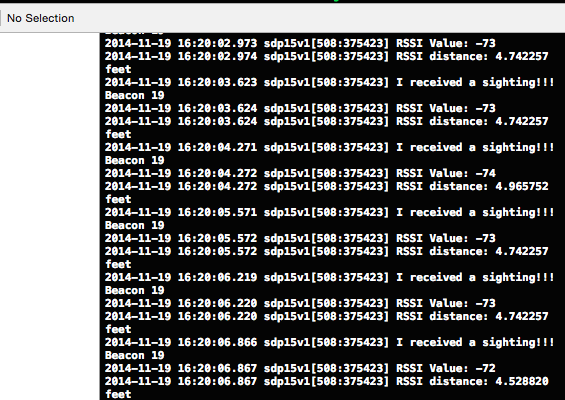 No Selection
Beacon 19
2014-11-19 16:20:02.973 sdp15v1[508:375423] RSSI Value: -73
2014-11-19 16:20:02.974 sdp15v1[508:375423] RSSI distance: 4.742257
feet
2014-11-19 16:20:03.623 sdp15v1[508:375423] I received a sighting!!!
Beacon 19
2014-11-19 16:20:03.624 sdp15v1[508:375423] RSSI Value: -73
2014-11-19 16:20:03.624 sdp15v1[508:375423] RSSI distance: 4.742257
feet
2014-11-19 16:20:04.271 sdp15v1[508:375423] I received a sighting!!!
Beacon 19
2014-11-19 16:20:04.272 sdp15v1[508:375423] RSSI Value: -74
2014-11-19 16:20:04.272 sdp15v1[508:375423] RSSI distance: 4.965752
feet
2014-11-19 16:20:05.571 sdp15v1[508:375423] I received a sighting!!!
Beacon 19
2014-11-19 16:20:05.572 sdp15v1[508:375423] RSSI Value: -73
2014-11-19 16:20:05.572 sdp15v1[508:375423] RSSI distance: 4.742257
feet
2014-11-19 16:20:06.219 sdp15v1[508:375423] I received a sighting!!!
Beacon 19
2014-11-19 16:20:06.220 sdp15v1[508:375423] RSSI Value: -73
2014-11-19 16:20:06.220 sdp15v1[508:375423] RSSI distance: 4.742257
feet
2014-11-19 16:20:06.866 sdp15v1[508:375423] I received a sighting!!!
Beacon 19
2014-11-19 16:20:06.867 sdp15v1[508:375423] RSSI Value: -72
2014-11-19 16:20:06.867 sdp15v1[508:375423] RSSI distance: 4.528820
feet